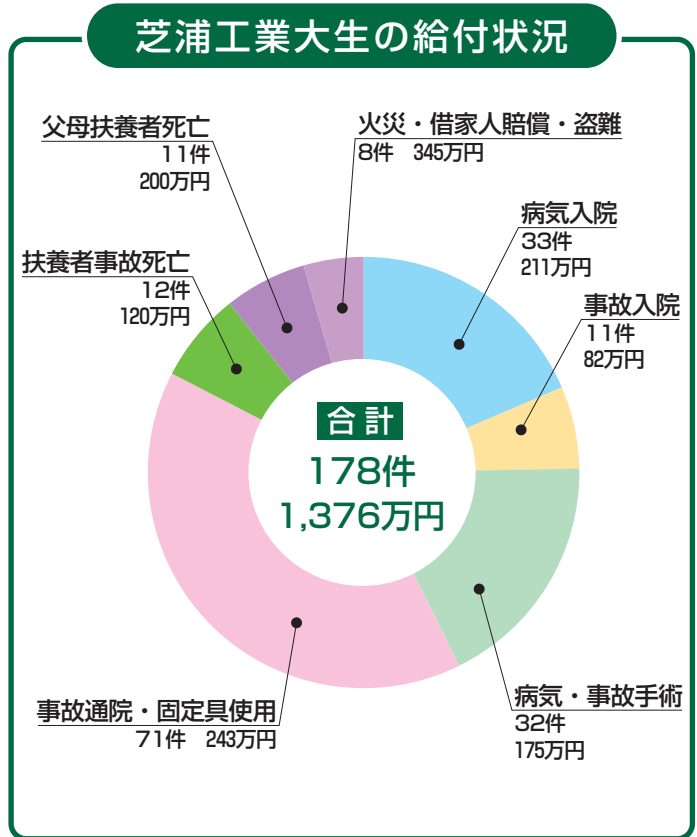 芝浦工業大生の給付状況
父母扶養者死亡
11件
200万円
火災・借家人賠償・盗難
8件 345万円
病気入院
33件
211万円
扶養者事故死亡
12件
120万円
事故入院
11件
82万円
合計
178件
1,376万円
事故通院・固定具使用
71件 243万円
病気・事故手術
32件
175万円